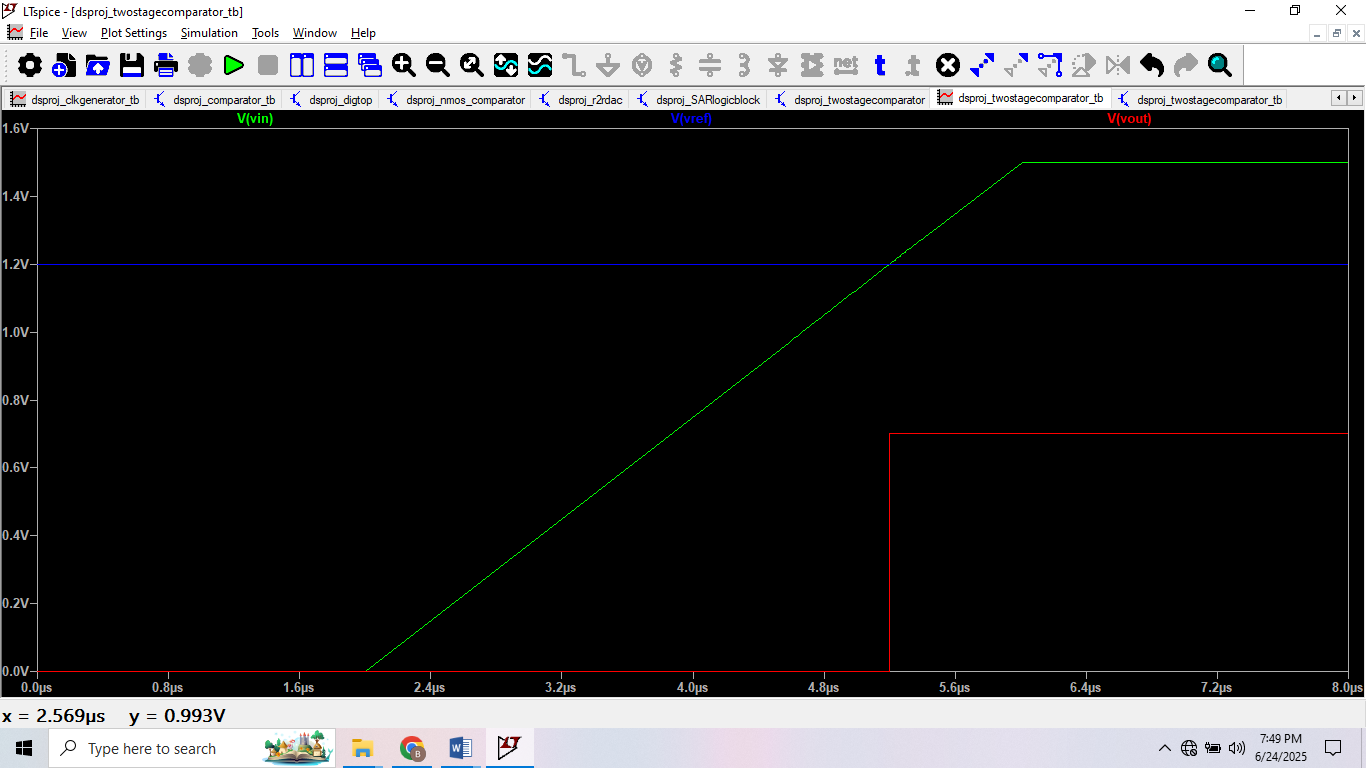 LTspice - [dsproj_twostagecomparator_tb]
File View Plot Settings Simulation Tools Window Help
net t t
dsproj_clkgenerator_tb dsproj_comparator_tb dsproj_digtop dsproj_nmos_comparator dsproj_r2rdac dsproj_SARlogicblock dsproj_twostagecomparator dsproj_twostagecomparator_tb dsproj_twostagecomparator_tb
V(vin) V(vref) V(vout)
1.6V
1.4V
1.2V
1.0V
0.8V
0.6V
0.4V
0.2V
0.0V
0.0µs 0.8µs 1.6µs 2.4µs 3.2µs 4.0µs 4.8µs 5.6µs 6.4µs 7.2µs 8.0µs
x = 2.569µs y = 0.993V
Type here to search
B
W
7:49 PM
6/24/2025